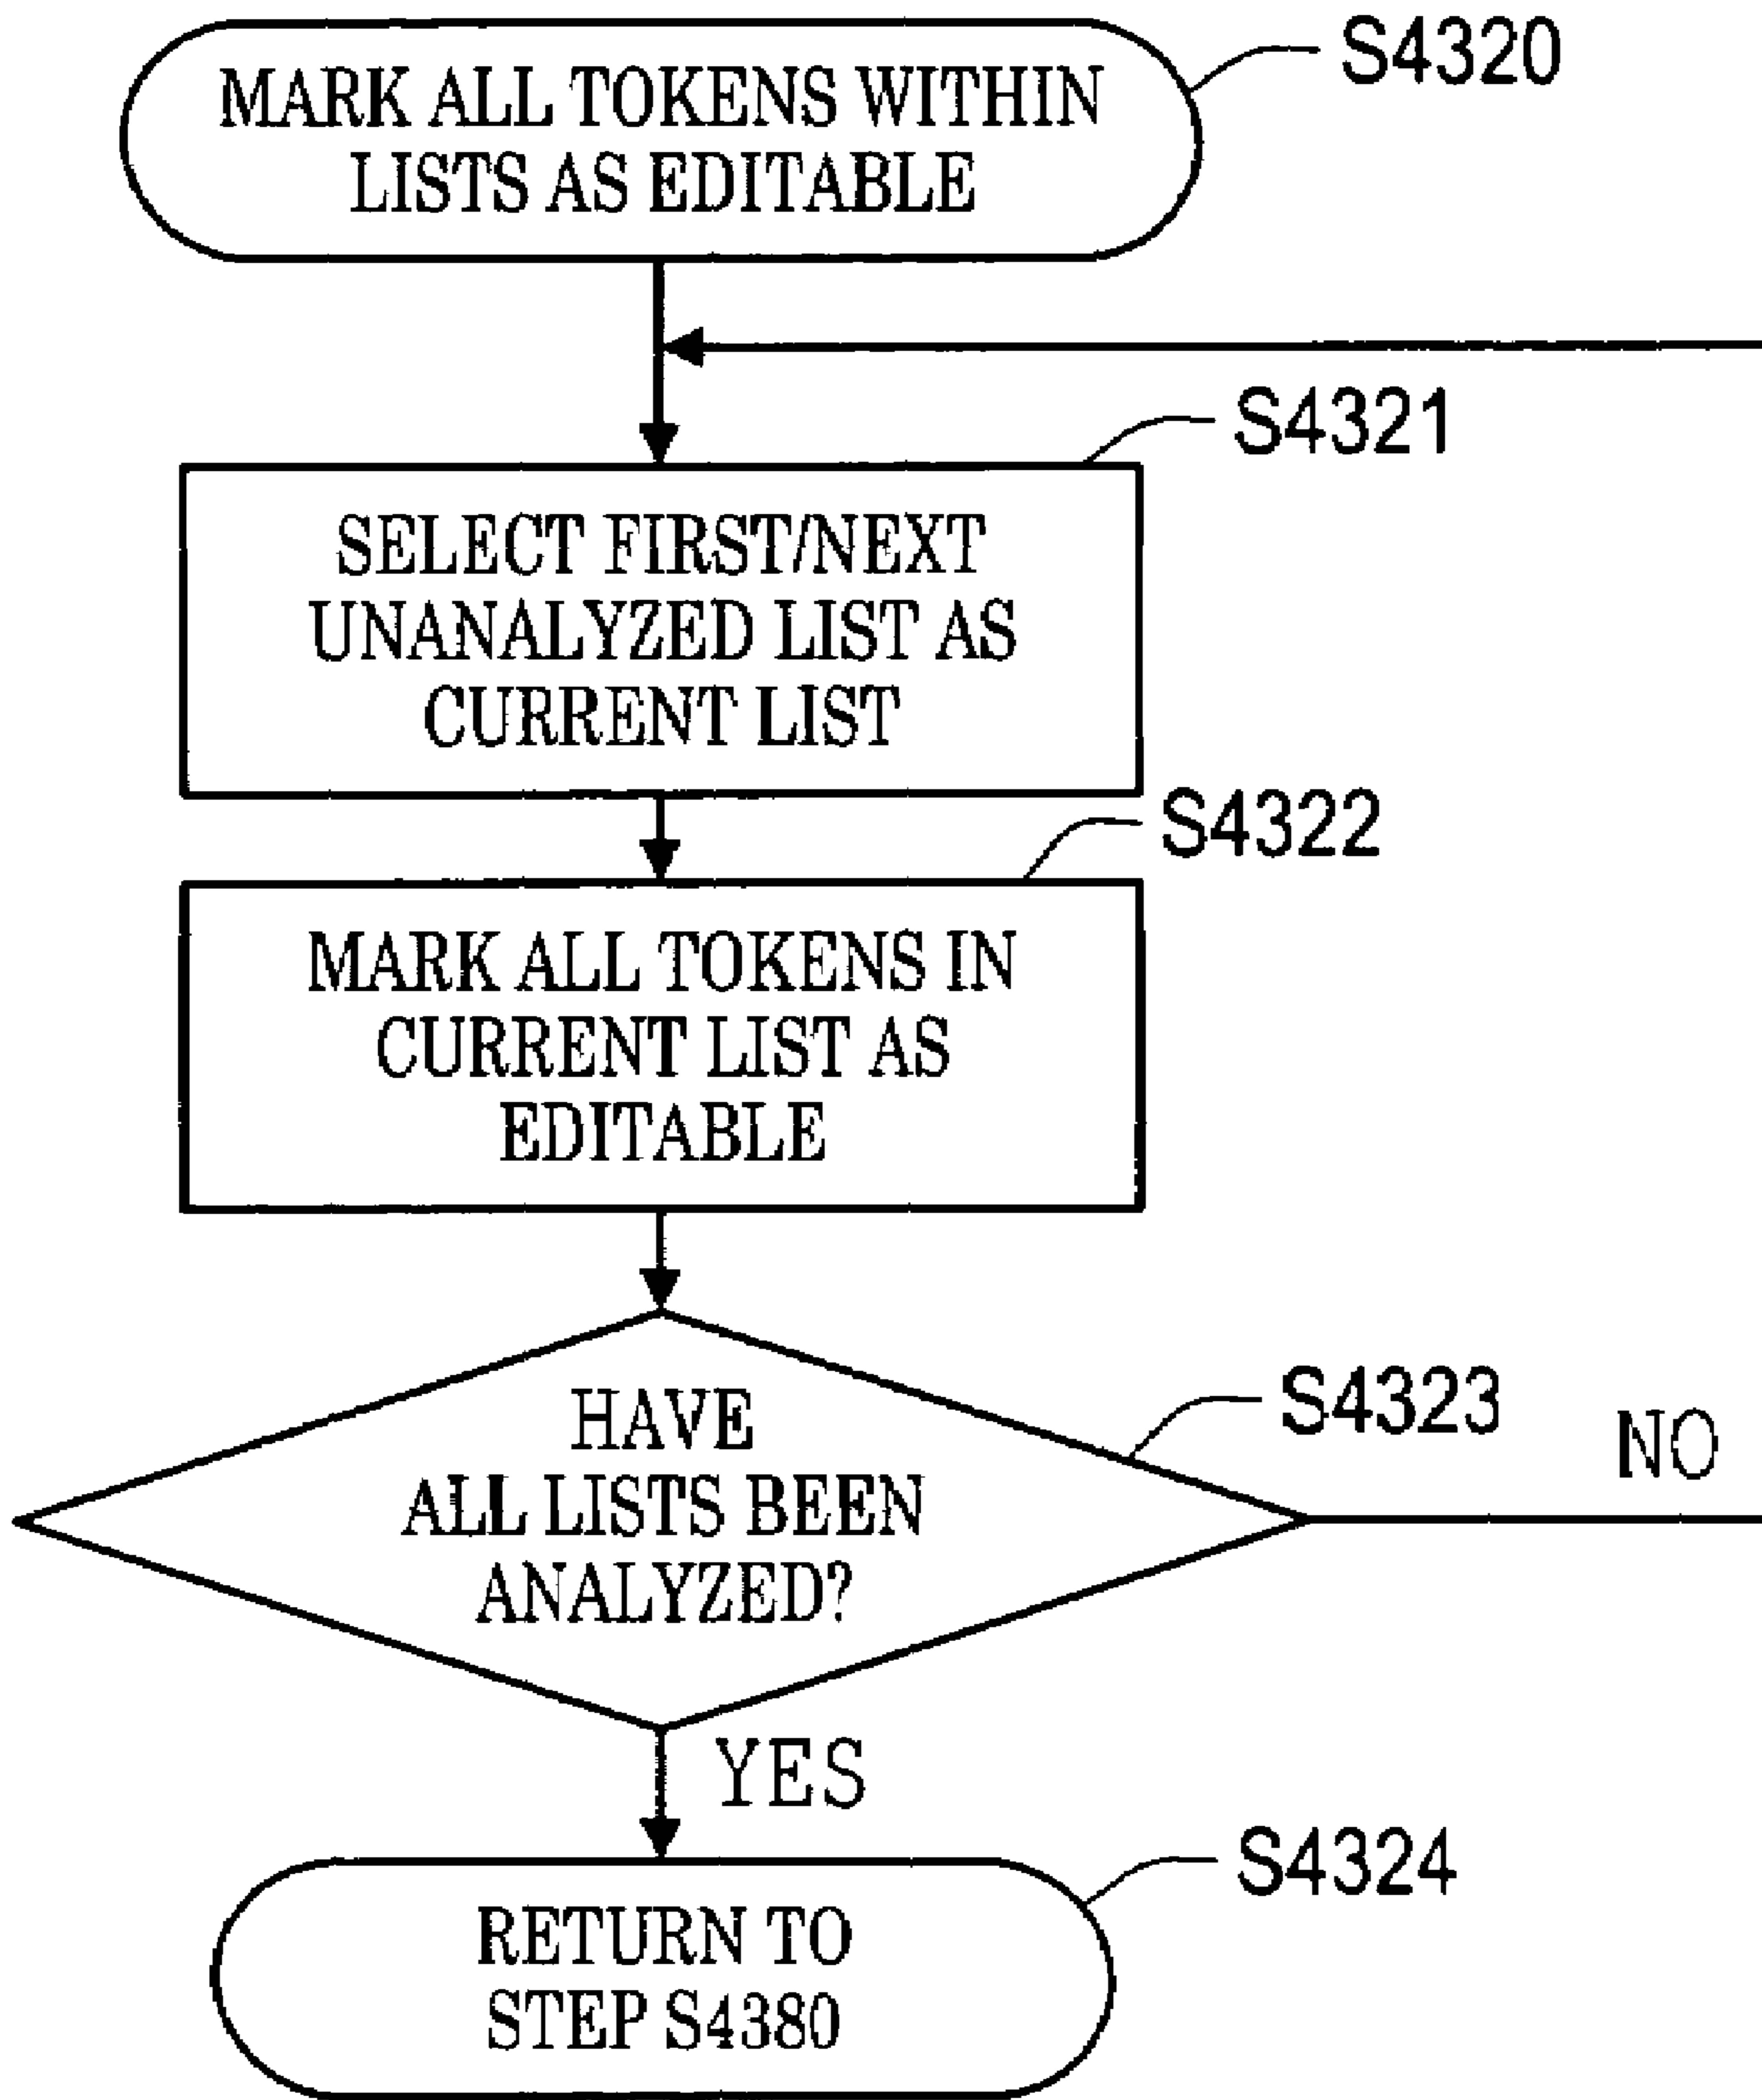 S4320
MARK ALL TOKENS WITHIN
LISTS AS EDITABLE
S4321
SELECT FIRST/NEXT
UNANALYZED LIST AS
CURRENT LIST
S4322
MARK ALL TOKENS IN
CURRENT LIST AS
EDITABLE
S4323
HAVE
ALL LISTS BEEN
ANALYZED?
NO
YES
S4324
RETURN TO
STEP S4380